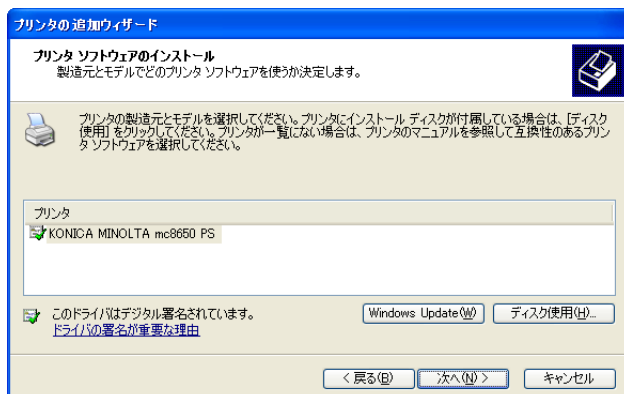 プリンタの追加ウィザード
プリンタ ソフトウェアのインストール
製造元とモデルでどのプリンタ ソフトウェアを使うか決定します。
プリンタの製造元とモデルを選択してください。プリンタにインストール ディスクが付属している場合は、[ディスク
使用] をクリックしてください。プリンタが一覧にない場合は、プリンタのマニュアルを参照して互換性のあるプリン
タ ソフトウェアを選択してください。
プリンタ
KONICA MINOLTA mc8650 PS
このドライバはデジタル署名されています。
Windows Update(W)
ディスク使用(H)...
ドライバの署名が重要な理由
< 戻る(B)
次へ(N) >
キャンセル